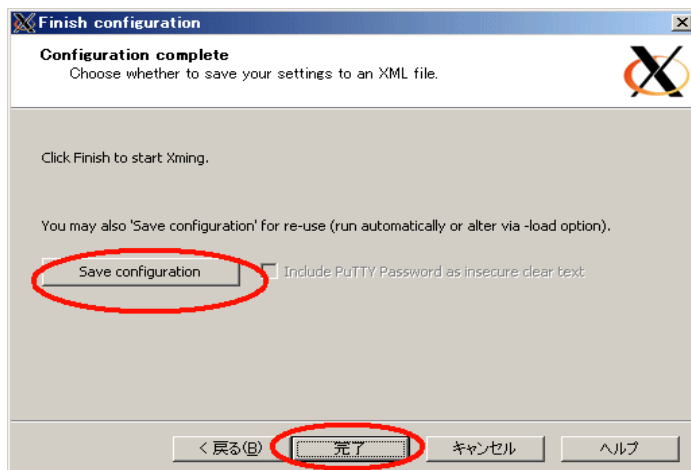 Finish configuration
Configuration complete
Choose whether to save your settings to an XML file.
Click Finish to start Xming.
You may also 'Save configuration' for re-use (run automatically or alter via -load option).
Save configuration Include PuTTY Password as insecure clear text
< 戻る(B) 完了 キャンセル ヘルプ